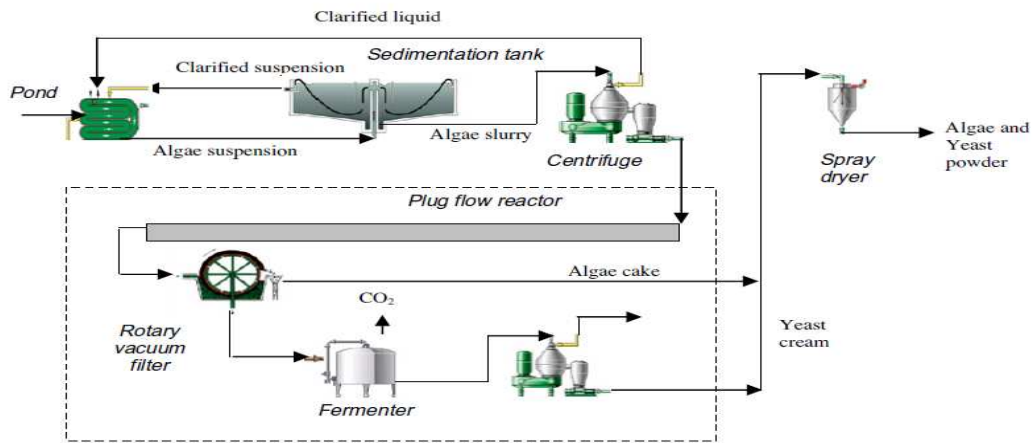 Clarified liquid
Sedimentation tank
Clarified suspension
Pond
Algae slurry
Algae suspension
Centrifuge
Algae and
Yeast
powder
Spray
dryer
Plug flow reactor
Algae cake
CO₂
Rotary
vacuum
filter
Yeast
cream
Fermenter